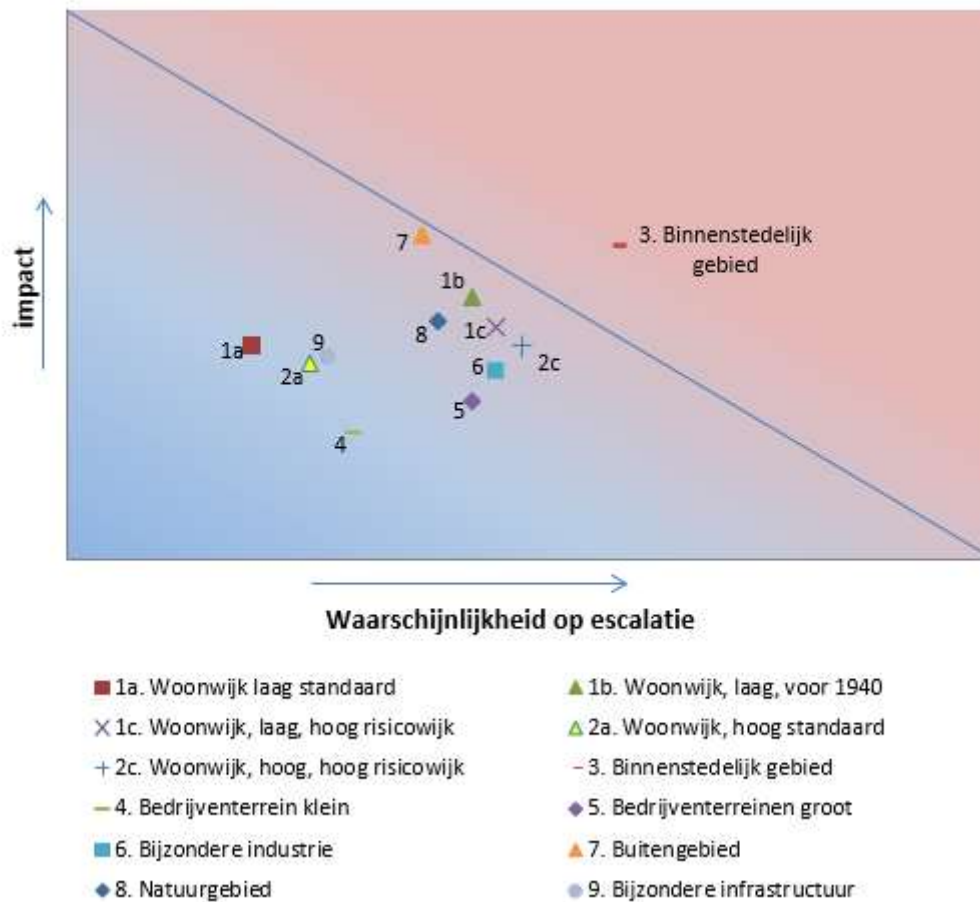 3. Binnenstedelijk
gebied
7
1b
8
1c
1a
9
2a
6
2c
5
4
impact
Waarschijnlijkheid op escalatie
1a. Woonwijk laag standaard
1b. Woonwijk, laag, voor 1940
1c. Woonwijk, laag, hoog risicowijk
2a. Woonwijk, hoog standaard
2c. Woonwijk, hoog, hoog risicowijk
3. Binnenstedelijk gebied
4. Bedrijventerrein klein
5. Bedrijventerreinen groot
6. Bijzondere industrie
7. Buitengebied
8. Natuurgebied
9. Bijzondere infrastructuur